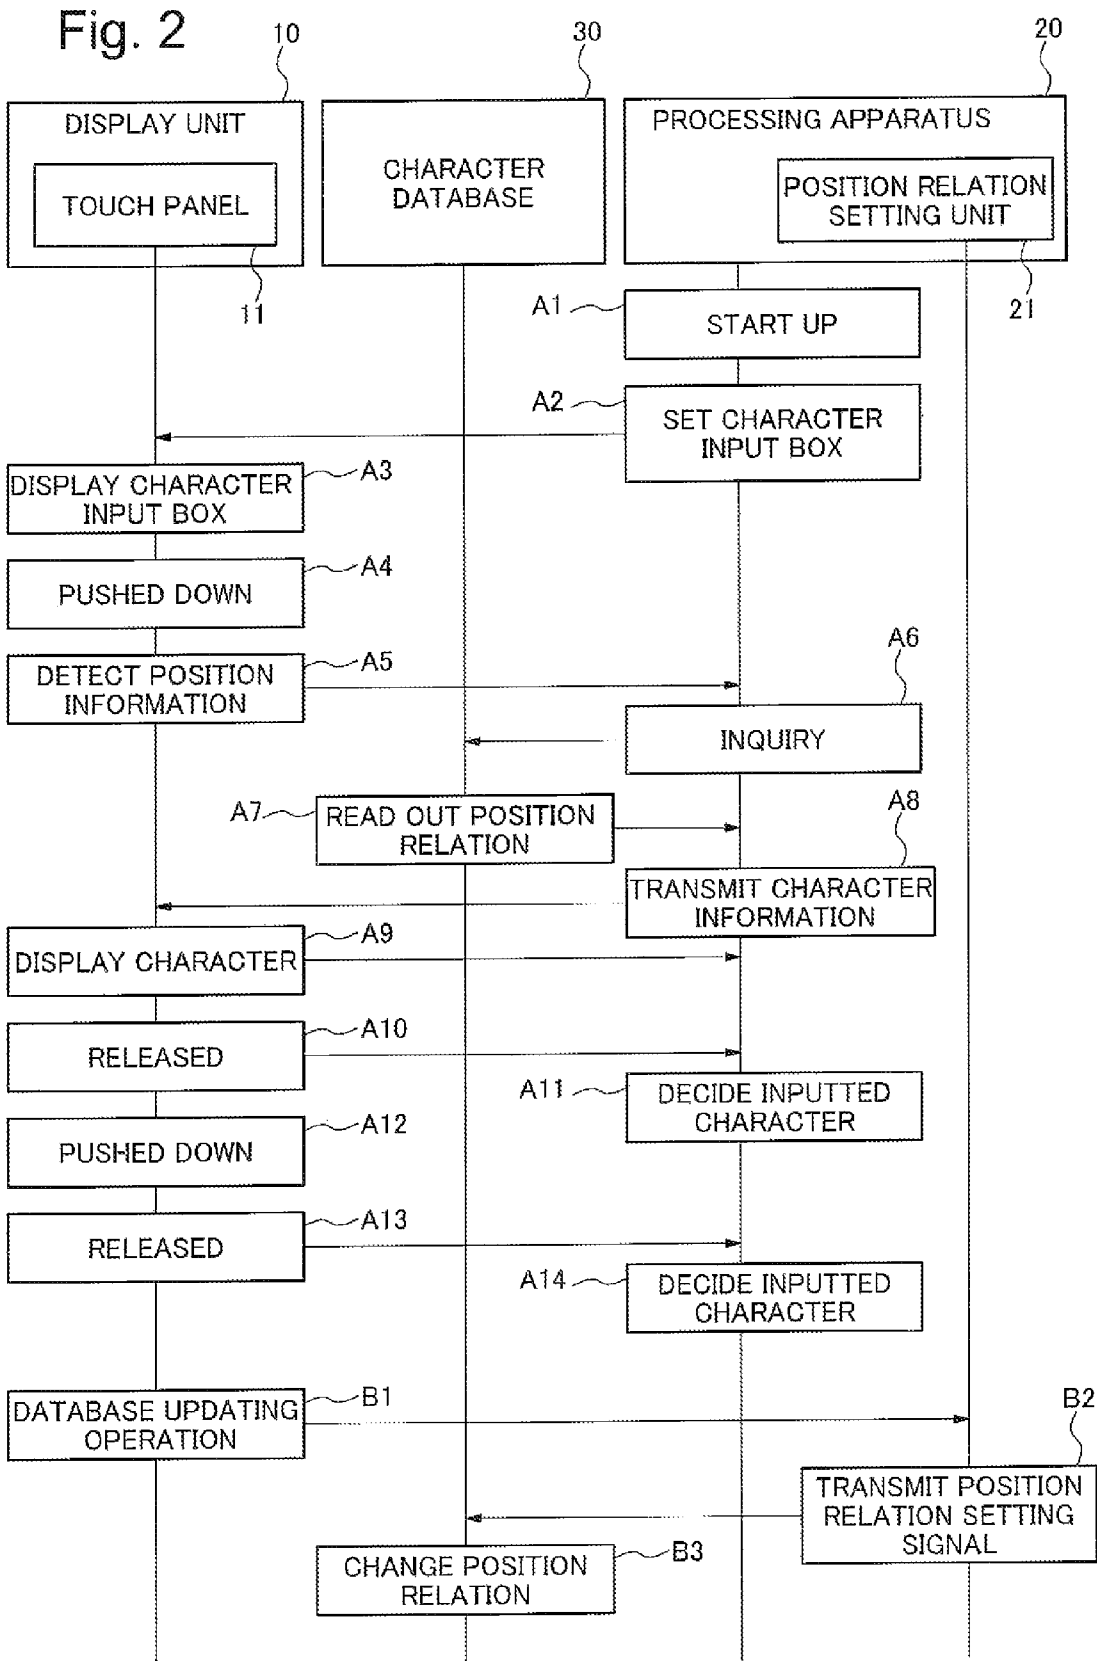 Fig. 2
10
30
20
DISPLAY UNIT
TOUCH PANEL
11
CHARACTER
DATABASE
PROCESSING APPARATUS
POSITION RELATION
SETTING UNIT
21
A1
START UP
A2
SET CHARACTER
INPUT BOX
A3
DISPLAY CHARACTER
INPUT BOX
A4
PUSHED DOWN
A5
DETECT POSITION
INFORMATION
A6
INQUIRY
A7
READ OUT POSITION
RELATION
A8
TRANSMIT CHARACTER
INFORMATION
A9
DISPLAY CHARACTER
A10
RELEASED
A11
DECIDE INPUTTED
CHARACTER
A12
PUSHED DOWN
A13
RELEASED
A14
DECIDE INPUTTED
CHARACTER
B1
DATABASE UPDATING
OPERATION
B2
TRANSMIT POSITION
RELATION SETTING
SIGNAL
B3
CHANGE POSITION
RELATION